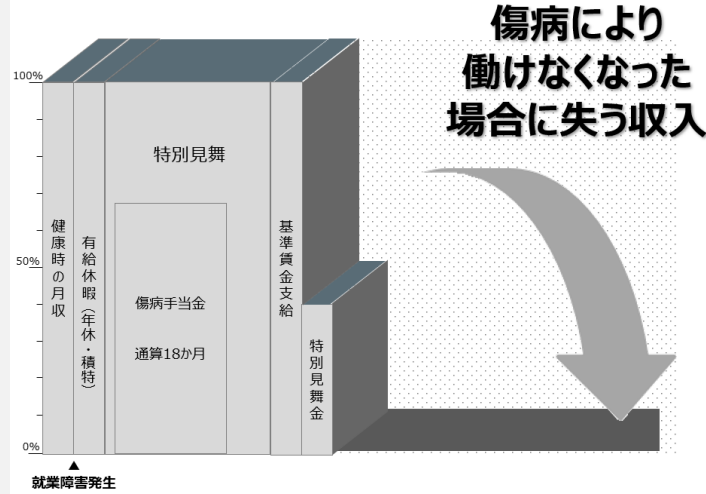 傷病により
働けなくなった
場合に失う収入
100%
50%
0%
健康時の月収
有給休暇（年休・積特）
特別見舞
傷病手当金
通算18か月
基準賃金支給
特別見舞金
▲
就業障害発生